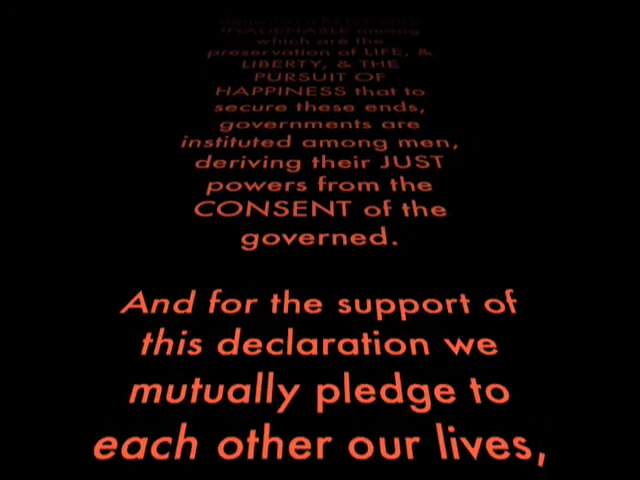 INALIENABLE among
which are the
preservation of LIFE, &
LIBERTY, & THE
PURSUIT OF
HAPPINESS that to
secure these ends,
governments are
instituted among men,
deriving their JUST
powers from the
CONSENT of the
governed.
And for the support of
this declaration we
mutually pledge to
each other our lives,